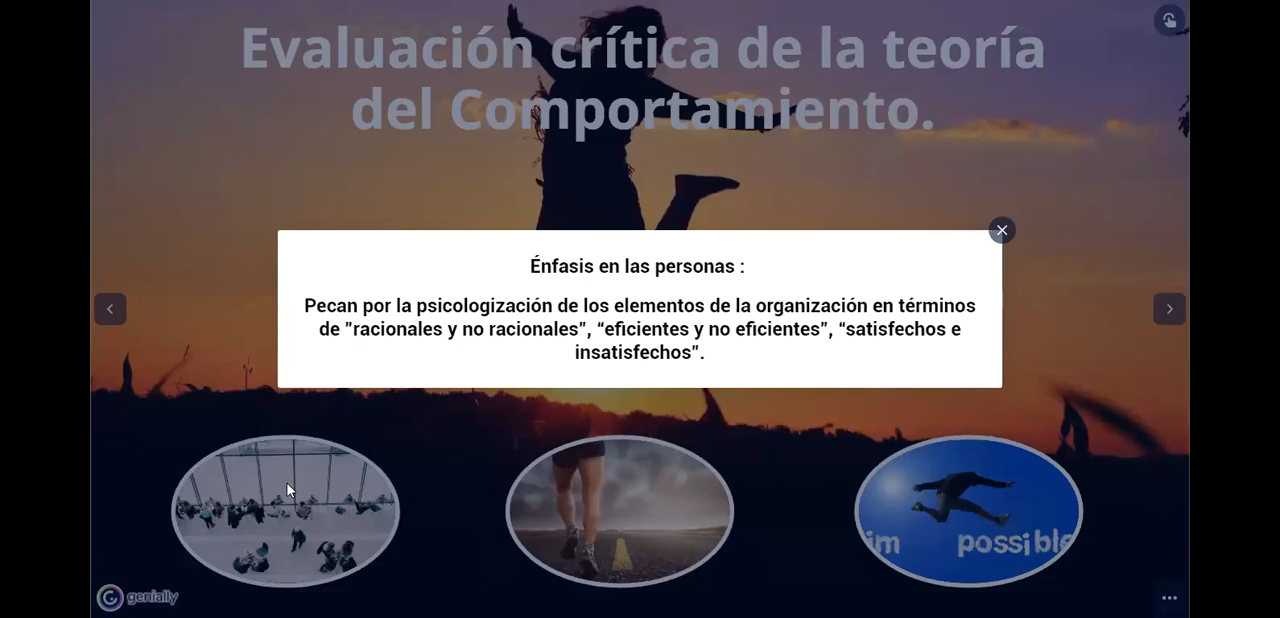 Evaluación crítica de la teoría
del Comportamiento.
Énfasis en las personas :
Pecan por la psicologización de los elementos de la organización en términos
de "racionales y no racionales", “eficientes y no eficientes”, “satisfechos e
insatisfechos”.
im possible
genially